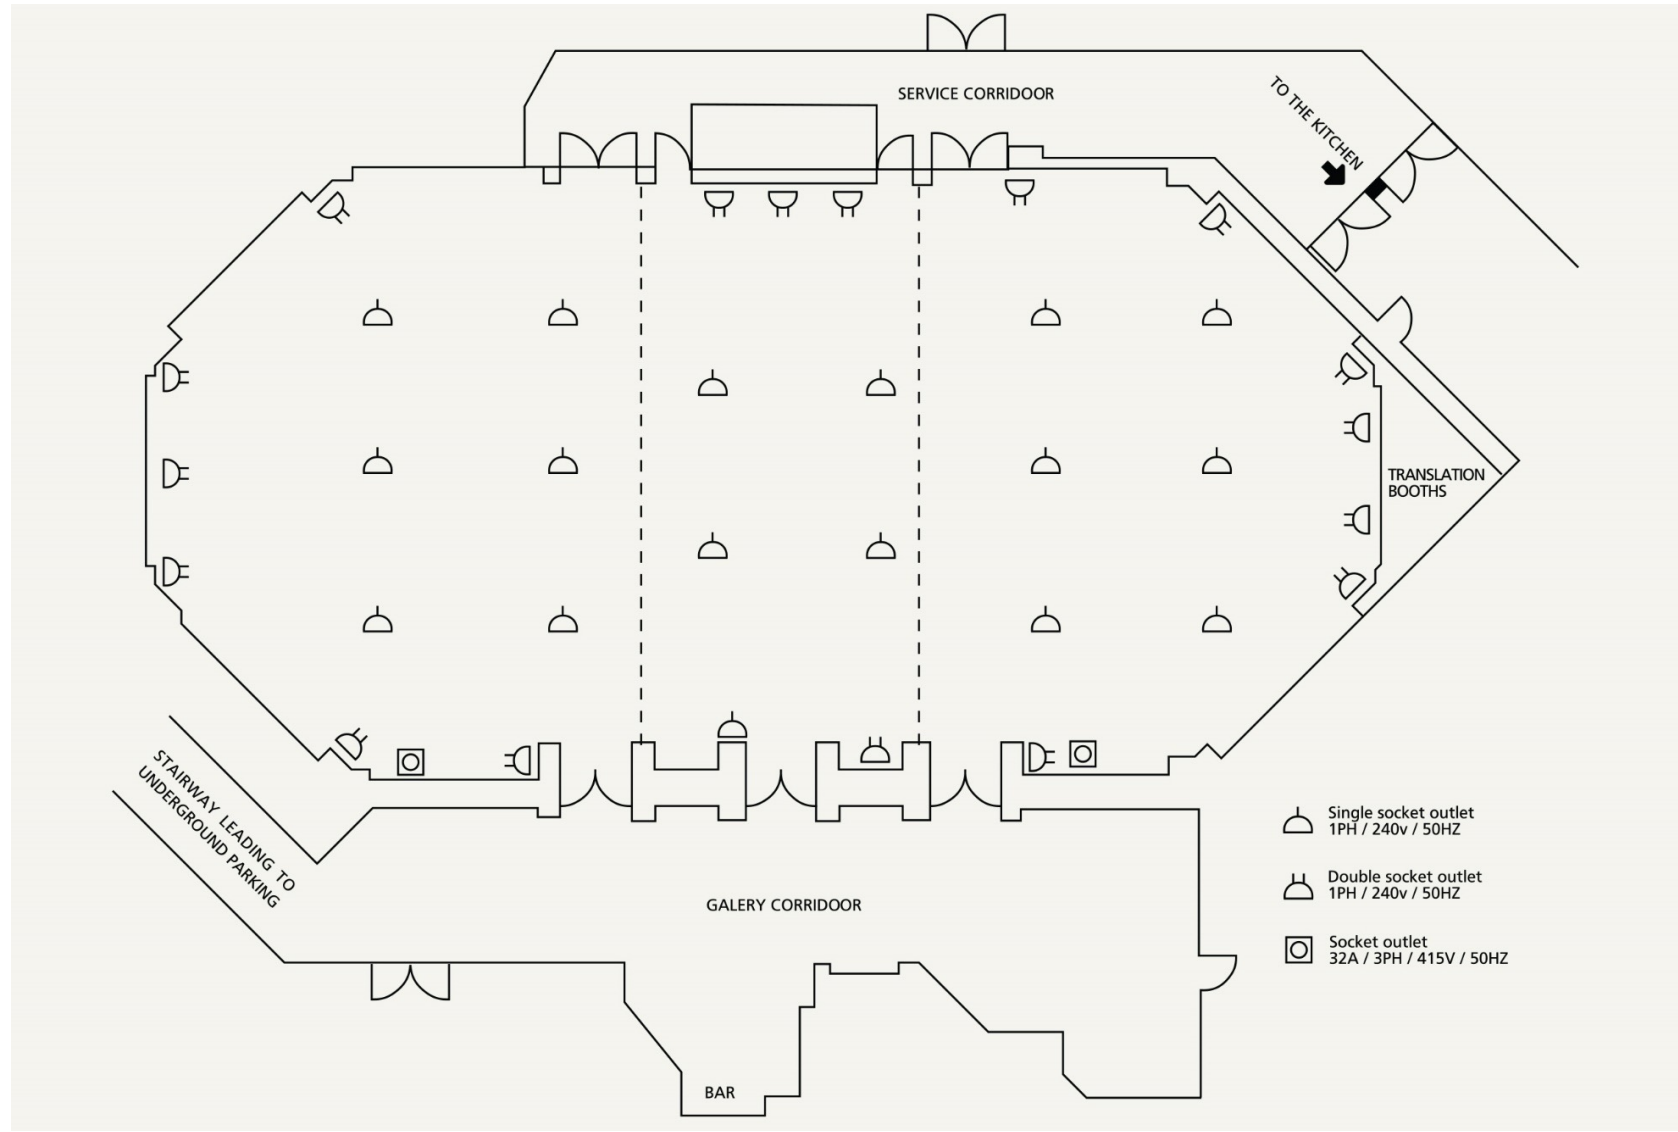 SERVICE CORRIDOOR
TO THE KITCHEN
TRANSLATION
BOOTHS
STAIRWAY LEADING TO
UNDERGROUND PARKING
GALERY CORRIDOOR
BAR
Single socket outlet
1PH / 240v / 50HZ
Double socket outlet
1PH / 240v / 50HZ
Socket outlet
32A / 3PH / 415V / 50HZ